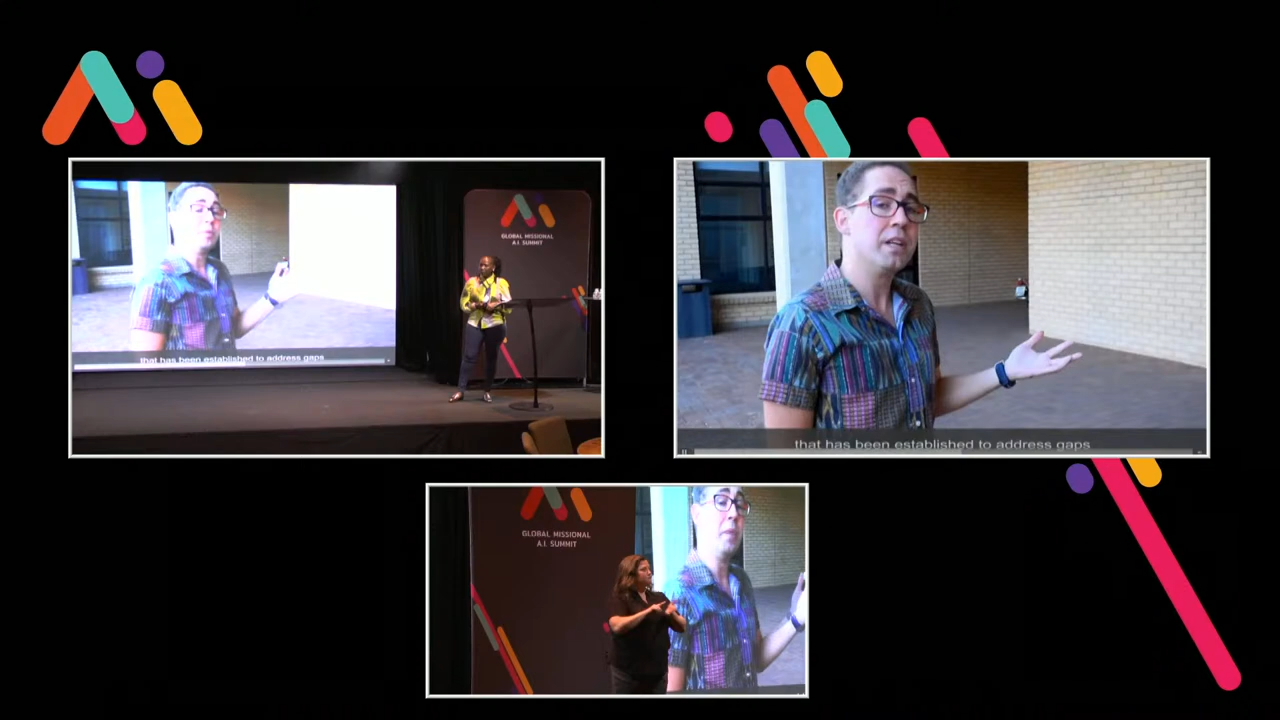 GLOBAL MISSIONAL
A.I. SUMMIT
that has been established to address gaps
that has been established to address gaps
GLOBAL MISSIONAL
A.I. SUMMIT